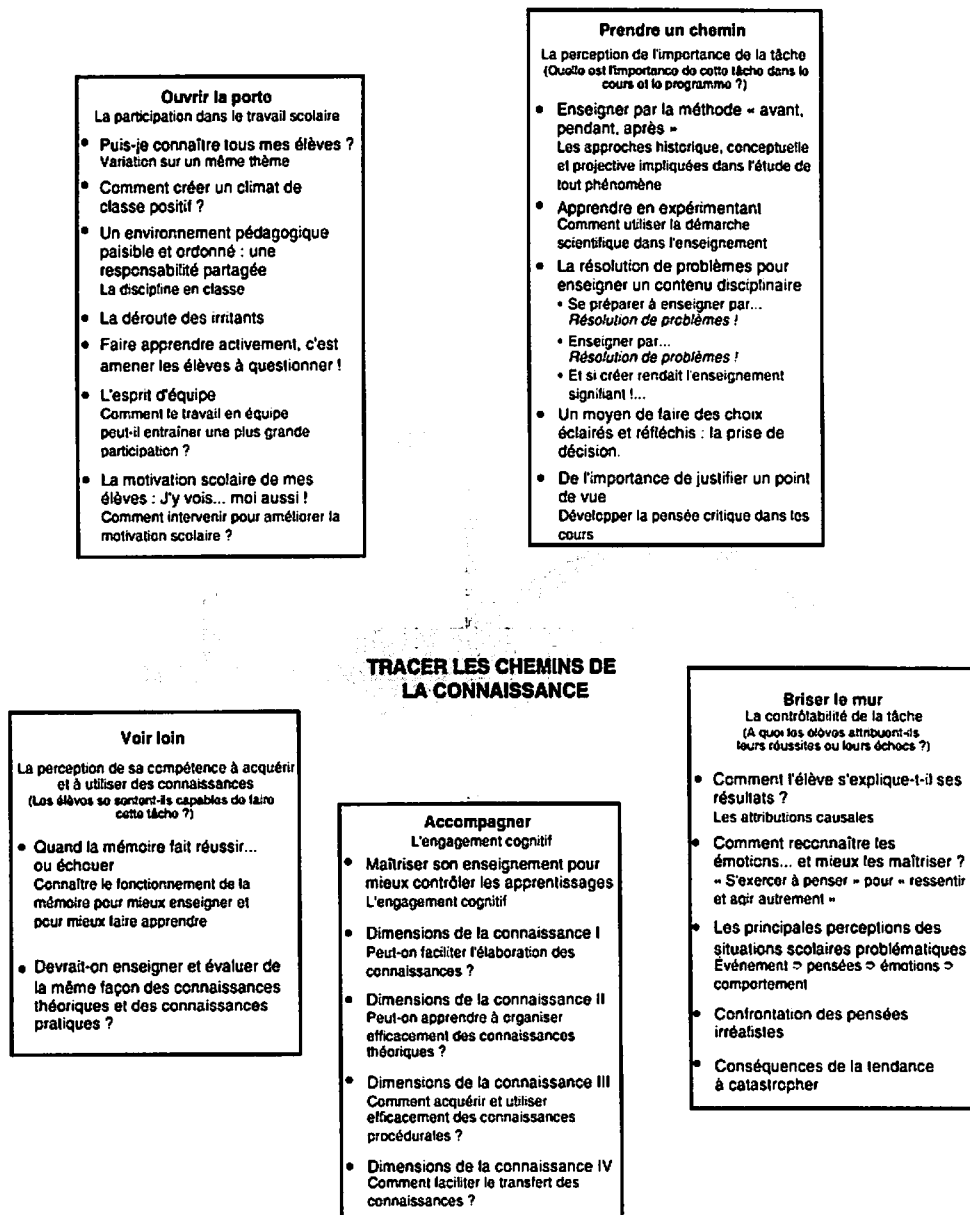 Ouvrir la porte
La participation dans le travail scolaire
• Puis-je connaître tous mes élèves ?
Variation sur un même thème
• Comment créer un climat de
classe positif ?
• Un environnement pédagogique
paisible et ordonné : une
responsabilité partagée
La discipline en classe
• La déroute des irritants
• Faire apprendre activement, c'est
amener les élèves à questionner !
• L'esprit d'équipe
Comment le travail en équipe
peut-il entraîner une plus grande
participation ?
• La motivation scolaire de mes
élèves : J'y vois... moi aussi !
Comment intervenir pour améliorer la
motivation scolaire ?
Prendre un chemin
La perception de l'importance de la tâche
(Quelle est l'importance de cette tâche dans le
cours et le programme ?)
• Enseigner par la méthode « avant,
pendant, après »
Les approches historique, conceptuelle
et projective impliquées dans l'étude de
tout phénomène
• Apprendre en expérimentant
Comment utiliser la démarche
scientifique dans l'enseignement
• La résolution de problèmes pour
enseigner un contenu disciplinaire
• Se préparer à enseigner par...
Résolution de problèmes !
• Enseigner par...
Résolution de problèmes !
• Et si créer rendait l'enseignement
signifiant !...
• Un moyen de faire des choix
éclairés et réfléchis : la prise de
décision.
• De l'importance de justifier un point
de vue
Développer la pensée critique dans les
cours
TRACER LES CHEMINS DE
LA CONNAISSANCE
Voir loin
La perception de sa compétence à acquérir
et à utiliser des connaissances
(Les élèves se sentent-ils capables de faire
cette tâche ?)
• Quand la mémoire fait réussir...
ou échouer
Connaître le fonctionnement de la
mémoire pour mieux enseigner et
pour mieux faire apprendre
• Devrait-on enseigner et évaluer de
la même façon des connaissances
théoriques et des connaissances
pratiques ?
Accompagner
L'engagement cognitif
• Maîtriser son enseignement pour
mieux contrôler les apprentissages
L'engagement cognitif
• Dimensions de la connaissance I
Peut-on faciliter l'élaboration des
connaissances ?
• Dimensions de la connaissance II
Peut-on apprendre à organiser
efficacement des connaissances
théoriques ?
• Dimensions de la connaissance III
Comment acquérir et utiliser
efficacement des connaissances
procédurales ?
• Dimensions de la connaissance IV
Comment faciliter le transfert des
connaissances ?
Briser le mur
La contrôlabilité de la tâche
(A quoi les élèves attribuent-ils
leurs réussites ou leurs échecs ?)
• Comment l'élève s'explique-t-il ses
résultats ?
Les attributions causales
• Comment reconnaître les
émotions... et mieux les maîtriser ?
« S'exercer à penser » pour « ressentir
et agir autrement »
• Les principales perceptions des
situations scolaires problématiques
Événement ⊃ pensées ⊃ émotions ⊃
comportement
• Confrontation des pensées
irréalistes
• Conséquences de la tendance
à catastropher